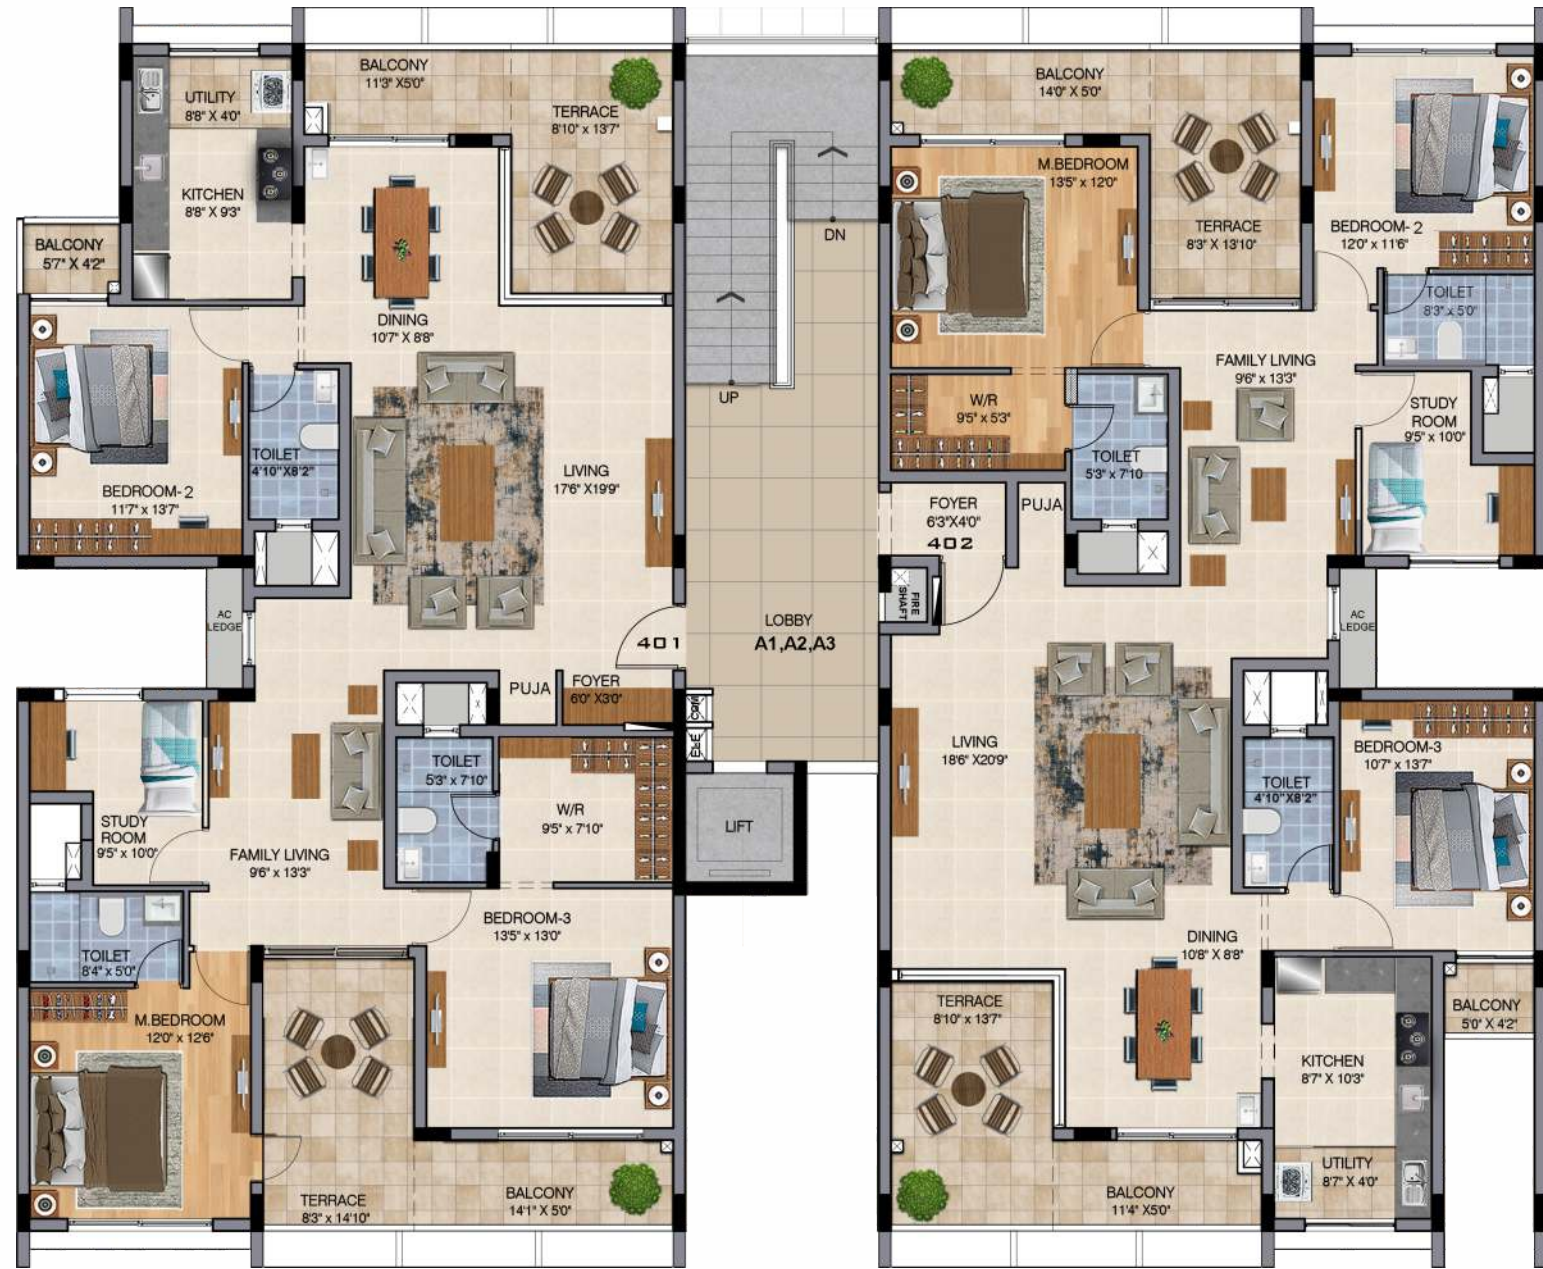 BALCONY
11'3" X5'0"
UTILITY
8'8" X 4'0"
TERRACE
8'10" x 13'7"
KITCHEN
8'8" X 9'3"
BALCONY
5'7" X 4'2"
DINING
10'7" X 8'8"
TOILET
4'10"X8'2"
LIVING
17'6" X19'9"
BEDROOM-2
11'7" x 13'7"
AC
LEDGE
401
PUJA
FOYER
6'0" X3'0"
TOILET
5'3" x 7'10"
W/R
9'5" x 7'10"
STUDY
ROOM
9'5" x 10'0"
FAMILY LIVING
9'6" x 13'3"
BEDROOM-3
13'5" x 13'0"
TOILET
8'4" x 5'0"
M.BEDROOM
12'0" x 12'6"
TERRACE
8'3" x 14'10"
BALCONY
14'1" X 5'0"
DN
UP
LOBBY
A1,A2,A3
COM
ELE
LIFT
BALCONY
14'0" X 5'0"
M.BEDROOM
13'5" x 12'0"
TERRACE
8'3" X 13'10"
BEDROOM- 2
12'0" x 11'6"
TOILET
8'3" x 5'0"
FAMILY LIVING
9'6" x 13'3"
W/R
9'5" x 5'3"
STUDY
ROOM
9'5" x 10'0"
TOILET
5'3" x 7'10
FOYER
6'3"X4'0"
402
PUJA
FIRE
SHAFT
AC
LEDGE
LIVING
18'6" X20'9"
BEDROOM-3
10'7" x 13'7"
TOILET
4'10"X8'2"
DINING
10'8" X 8'8"
TERRACE
8'10" x 13'7"
BALCONY
5'0" X 4'2"
KITCHEN
8'7" X 10'3"
UTILITY
8'7" X 4'0"
BALCONY
11'4" X5'0"